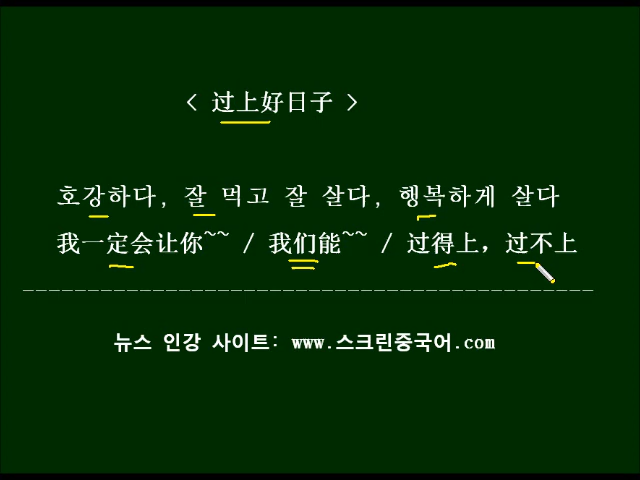 < 过上好日子 >
호강하다, 잘 먹고 잘 살다, 행복하게 살다
我一定会让你~~ / 我们能~~ / 过得上, 过不上
뉴스 인강 사이트: www.스크린중국어.com